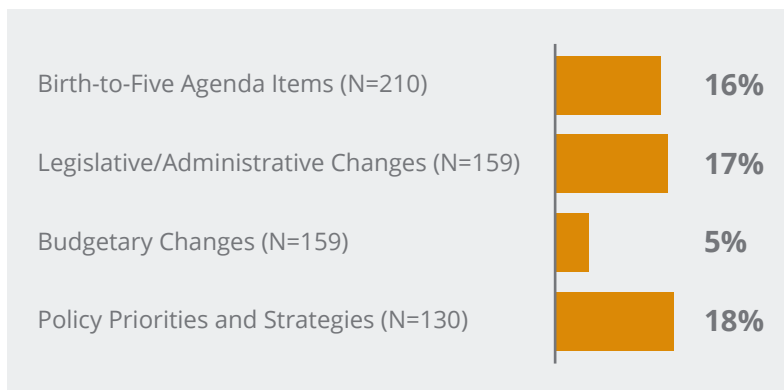 Birth-to-Five Agenda Items (N=210) 16%
Legislative/Administrative Changes (N=159) 17%
Budgetary Changes (N=159) 5%
Policy Priorities and Strategies (N=130) 18%